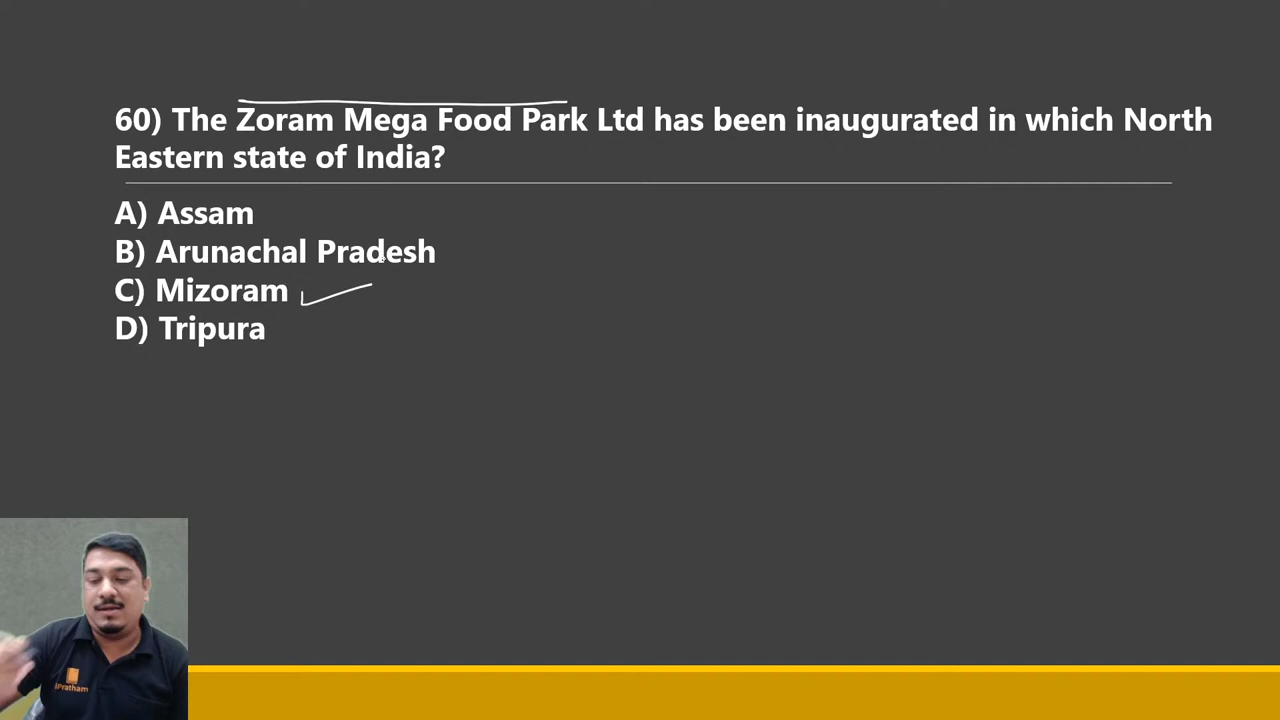 60) The Zoram Mega Food Park Ltd has been inaugurated in which North
Eastern state of India?
A) Assam
B) Arunachal Pradesh
C) Mizoram
D) Tripura
iPratham